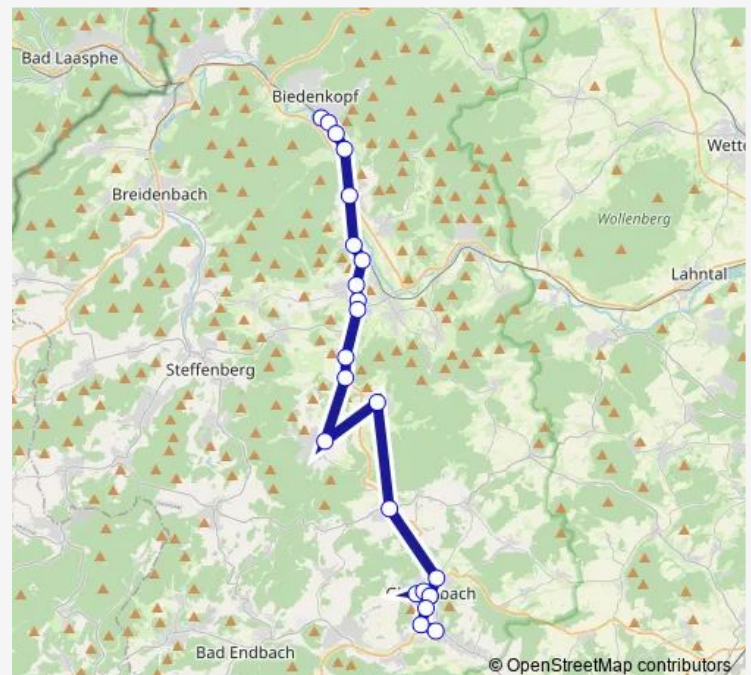 Bad Laasphe
Biedenkopf
Wette
Breidenbach
Wollenberg
Lahntal
Steffenberg
Bad Endbach
© OpenStreetMap contributors